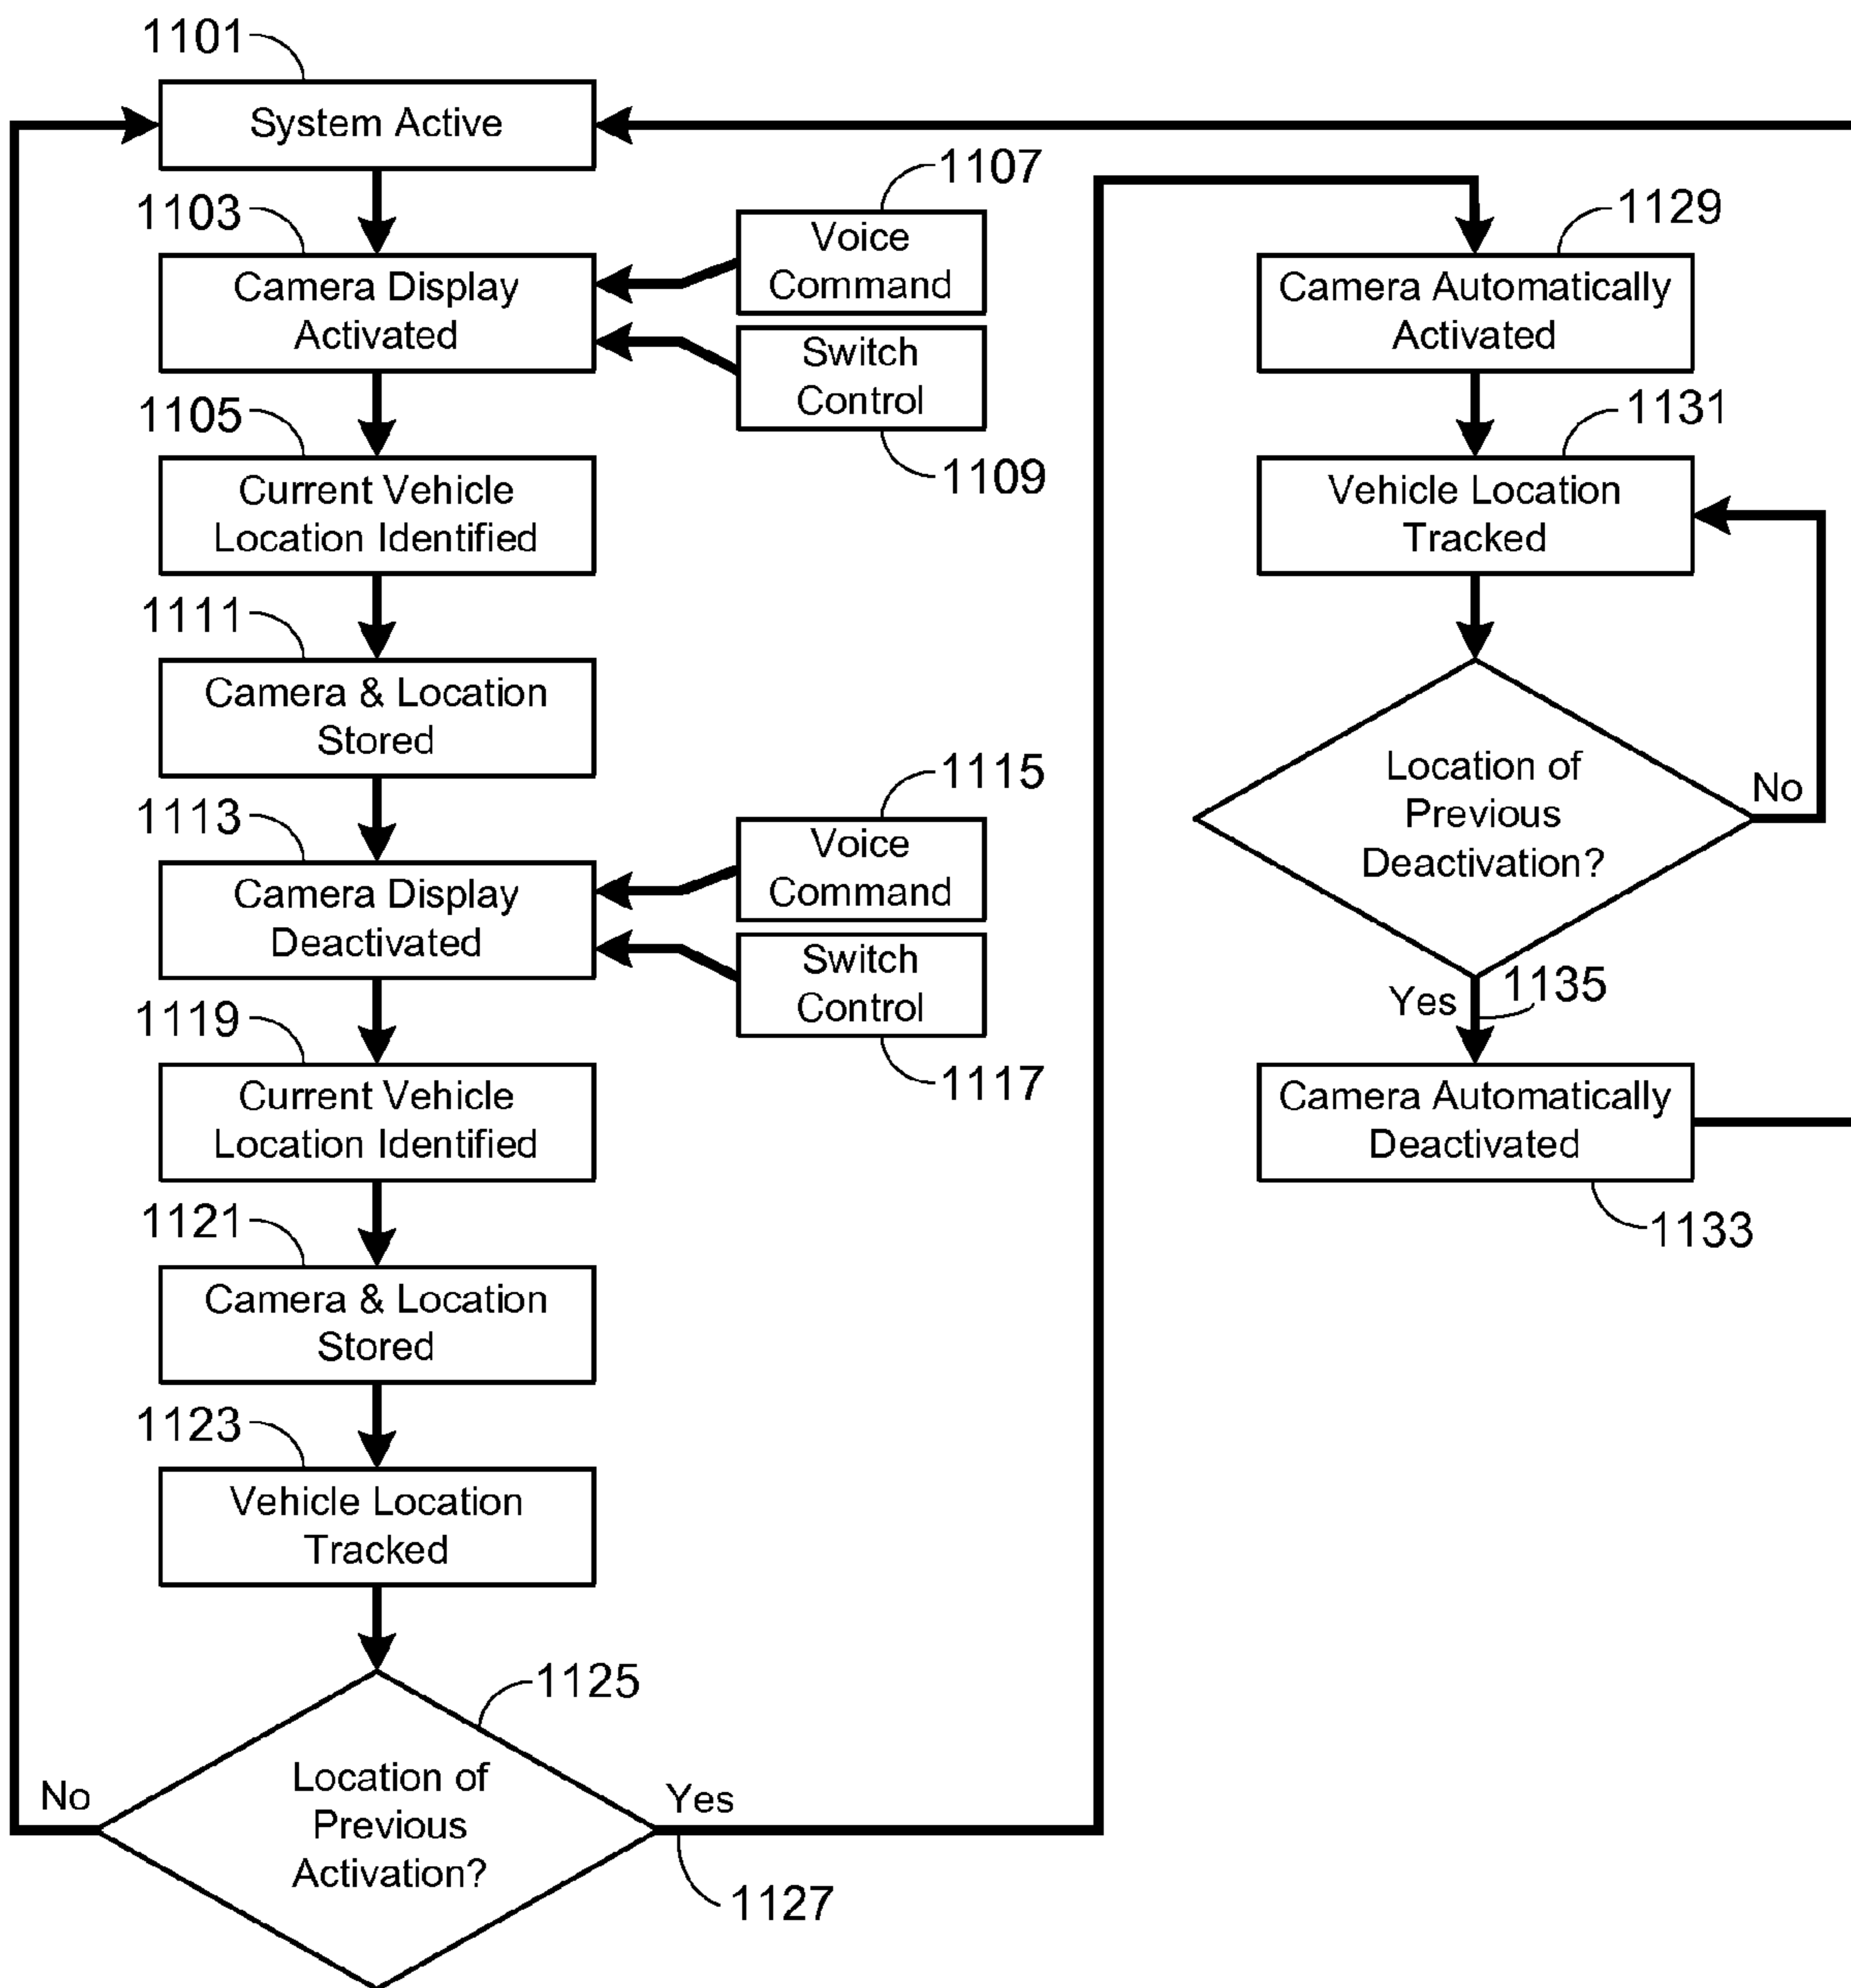 1101
System Active
1103
Camera Display
Activated
1107
Voice
Command
Switch
Control
1109
1105
Current Vehicle
Location Identified
1111
Camera & Location
Stored
1113
Camera Display
Deactivated
1115
Voice
Command
Switch
Control
1117
1119
Current Vehicle
Location Identified
1121
Camera & Location
Stored
1123
Vehicle Location
Tracked
1125
Location of
Previous
Activation?
No
Yes
1127
1129
Camera Automatically
Activated
1131
Vehicle Location
Tracked
Location of
Previous
Deactivation?
No
Yes
1135
Camera Automatically
Deactivated
1133